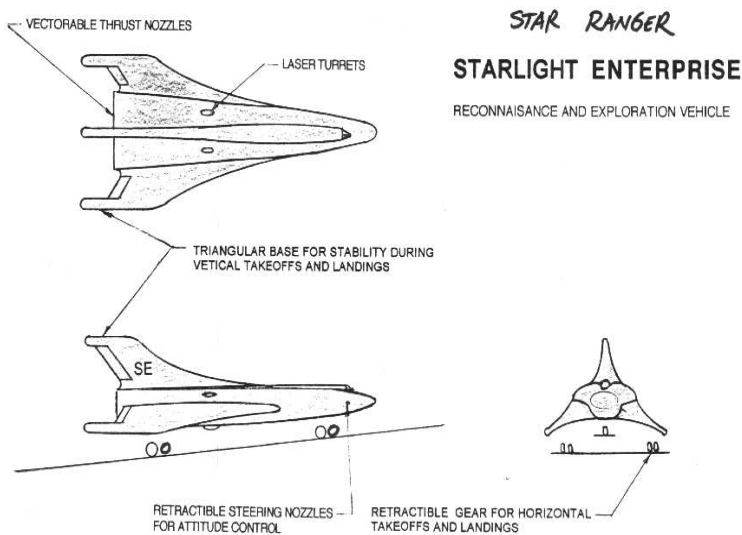 STAR RANGER
VECTORABLE THRUST NOZZLES
LASER TURRETS
STARLIGHT ENTERPRISE
RECONNAISANCE AND EXPLORATION VEHICLE
TRIANGULAR BASE FOR STABILITY DURING
VETICAL TAKEOFFS AND LANDINGS
SE
RETRACTIBLE STEERING NOZZLES
FOR ATTITUDE CONTROL
RETRACTIBLE GEAR FOR HORIZONTAL
TAKEOFFS AND LANDINGS